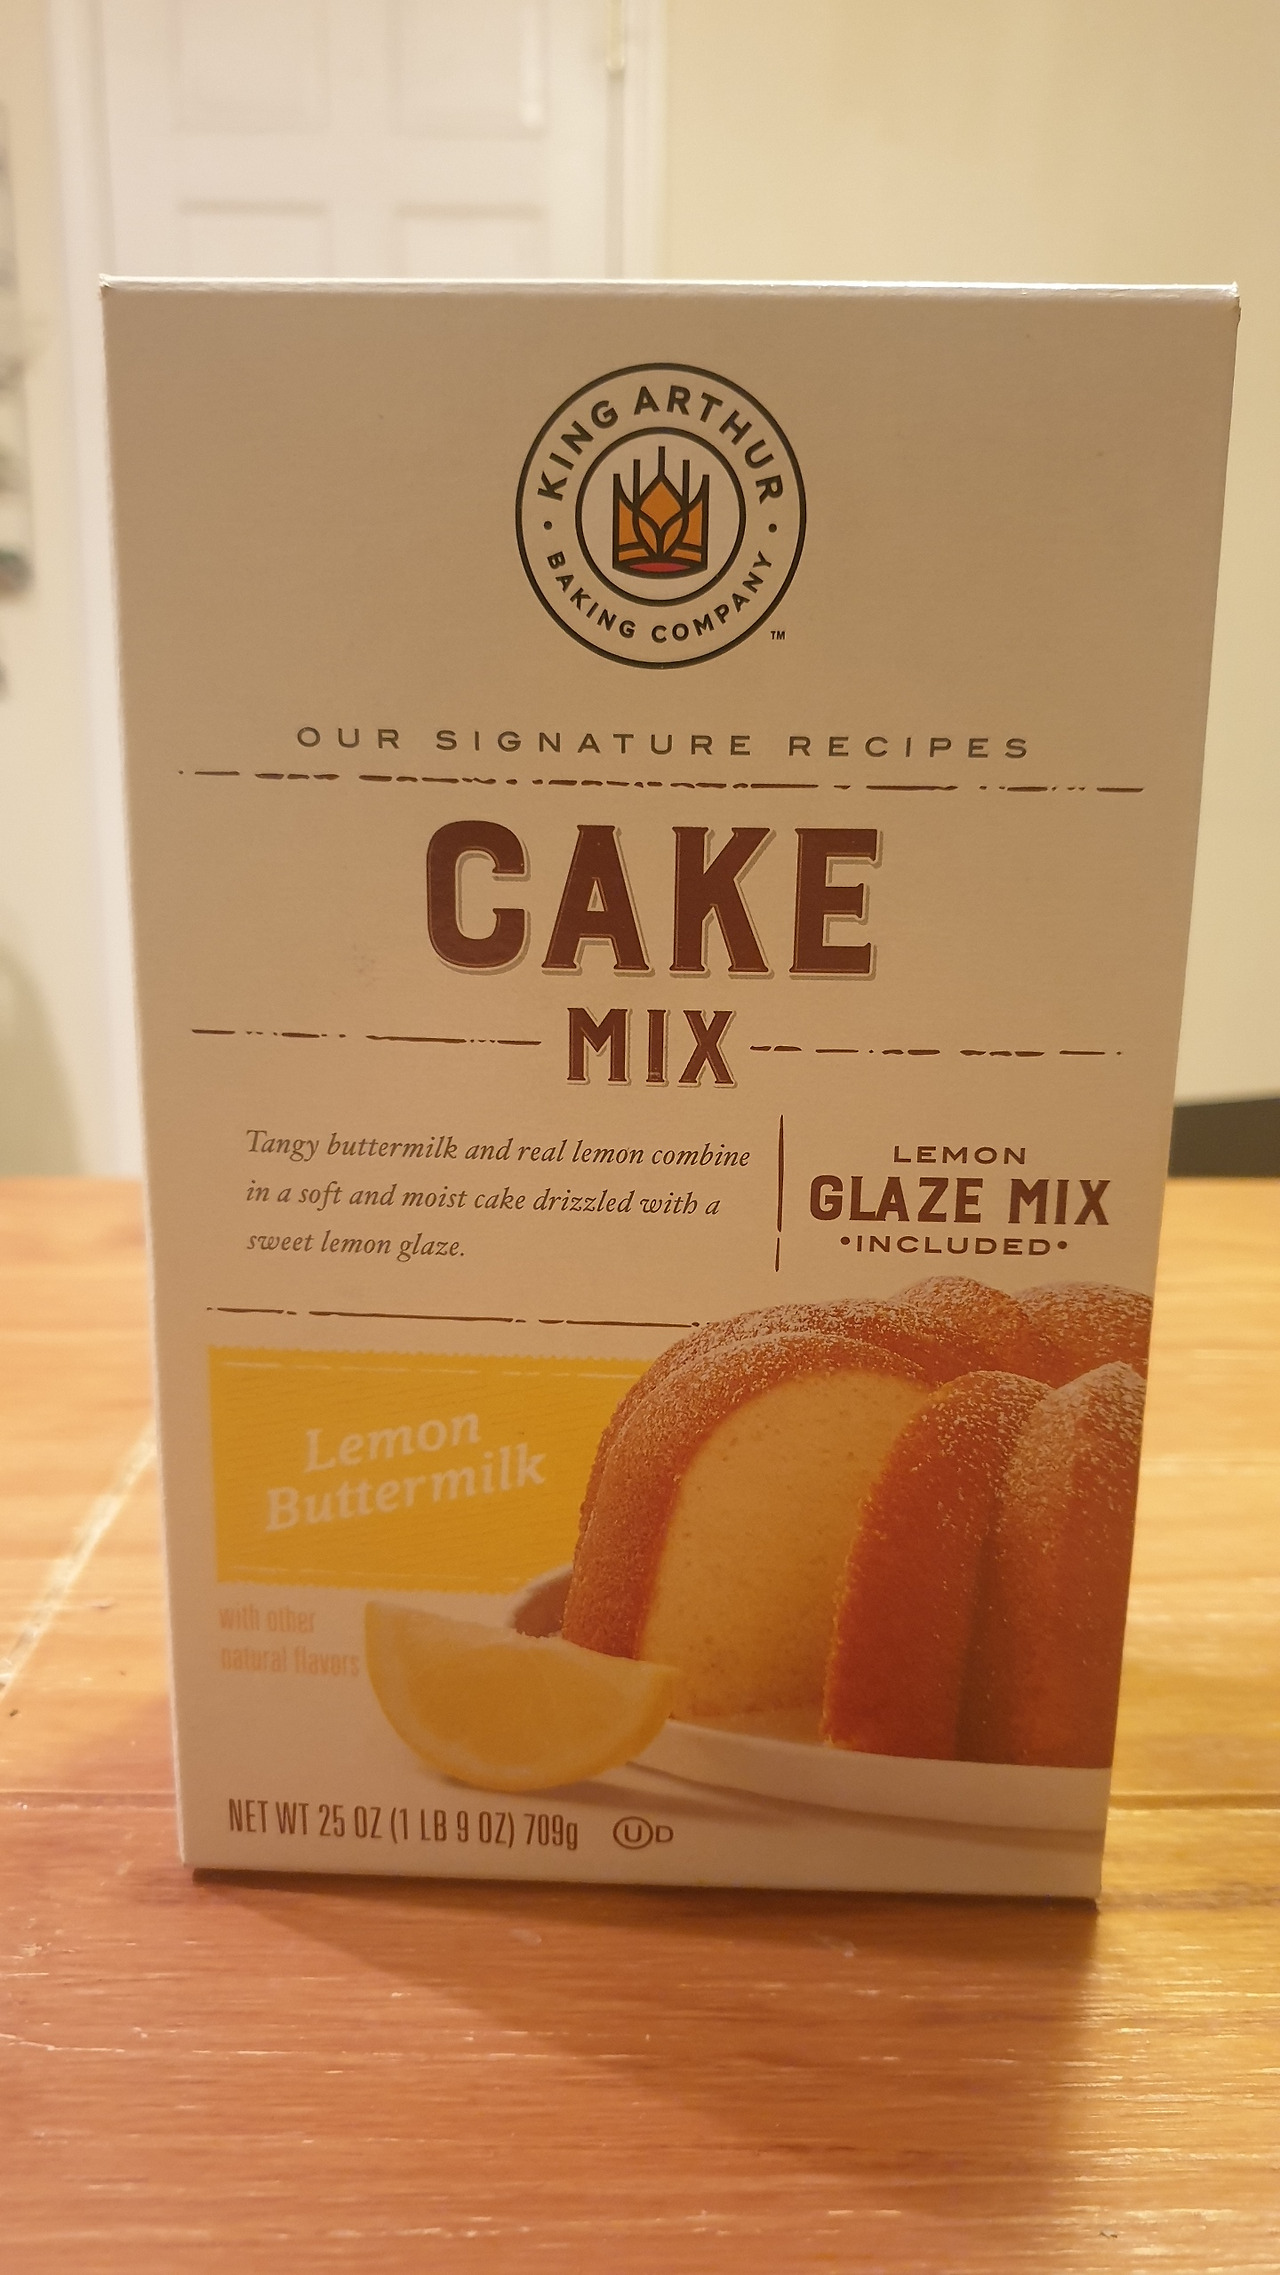 KING ARTHUR
BAKING COMPANY
TM
OUR SIGNATURE RECIPES
CAKE
MIX
Tangy buttermilk and real lemon combine
in a soft and moist cake drizzled with a
sweet lemon glaze.
LEMON
GLAZE MIX
•INCLUDED•
Lemon
Buttermilk
with other
natural flavors
NET WT 25 OZ (1 LB 9 OZ) 709g
UD